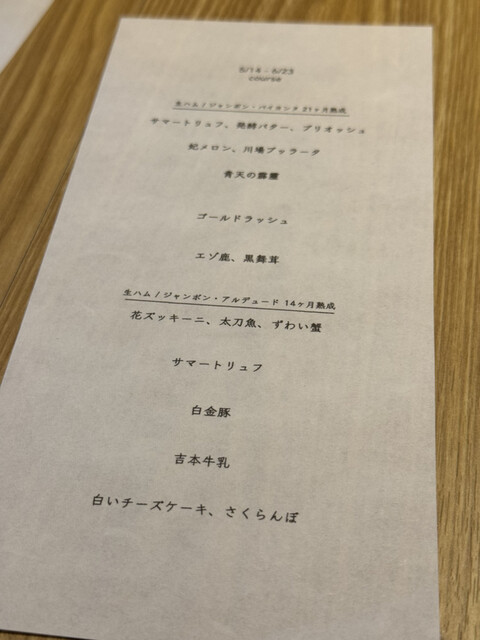 5/14 - 6/23
course
生ハム / ジャンボン・バイヨンヌ 21ヶ月熟成
サマートリュフ、発酵バター、ブリオッシュ
妃メロン、川場ブッラータ
青天の霹靂
ゴールドラッシュ
エゾ鹿、黒舞茸
生ハム / ジャンボン・アルデュード 14ヶ月熟成
花ズッキーニ、太刀魚、ずわい蟹
サマートリュフ
白金豚
吉本牛乳
白いチーズケーキ、さくらんぼ